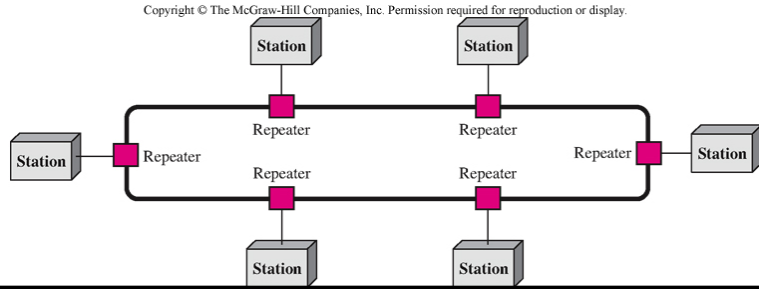 Copyright © The McGraw-Hill Companies, Inc. Permission required for reproduction or display.
Station
Station
Repeater
Repeater
Station
Repeater
Repeater
Station
Repeater
Repeater
Station
Station